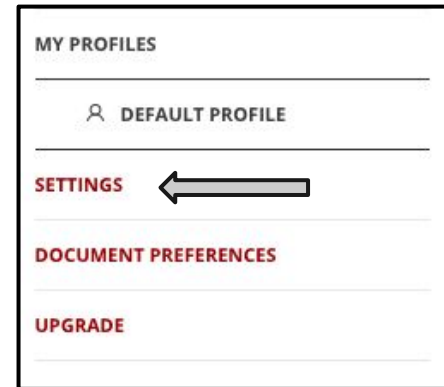 MY PROFILES
DEFAULT PROFILE
SETTINGS
DOCUMENT PREFERENCES
UPGRADE